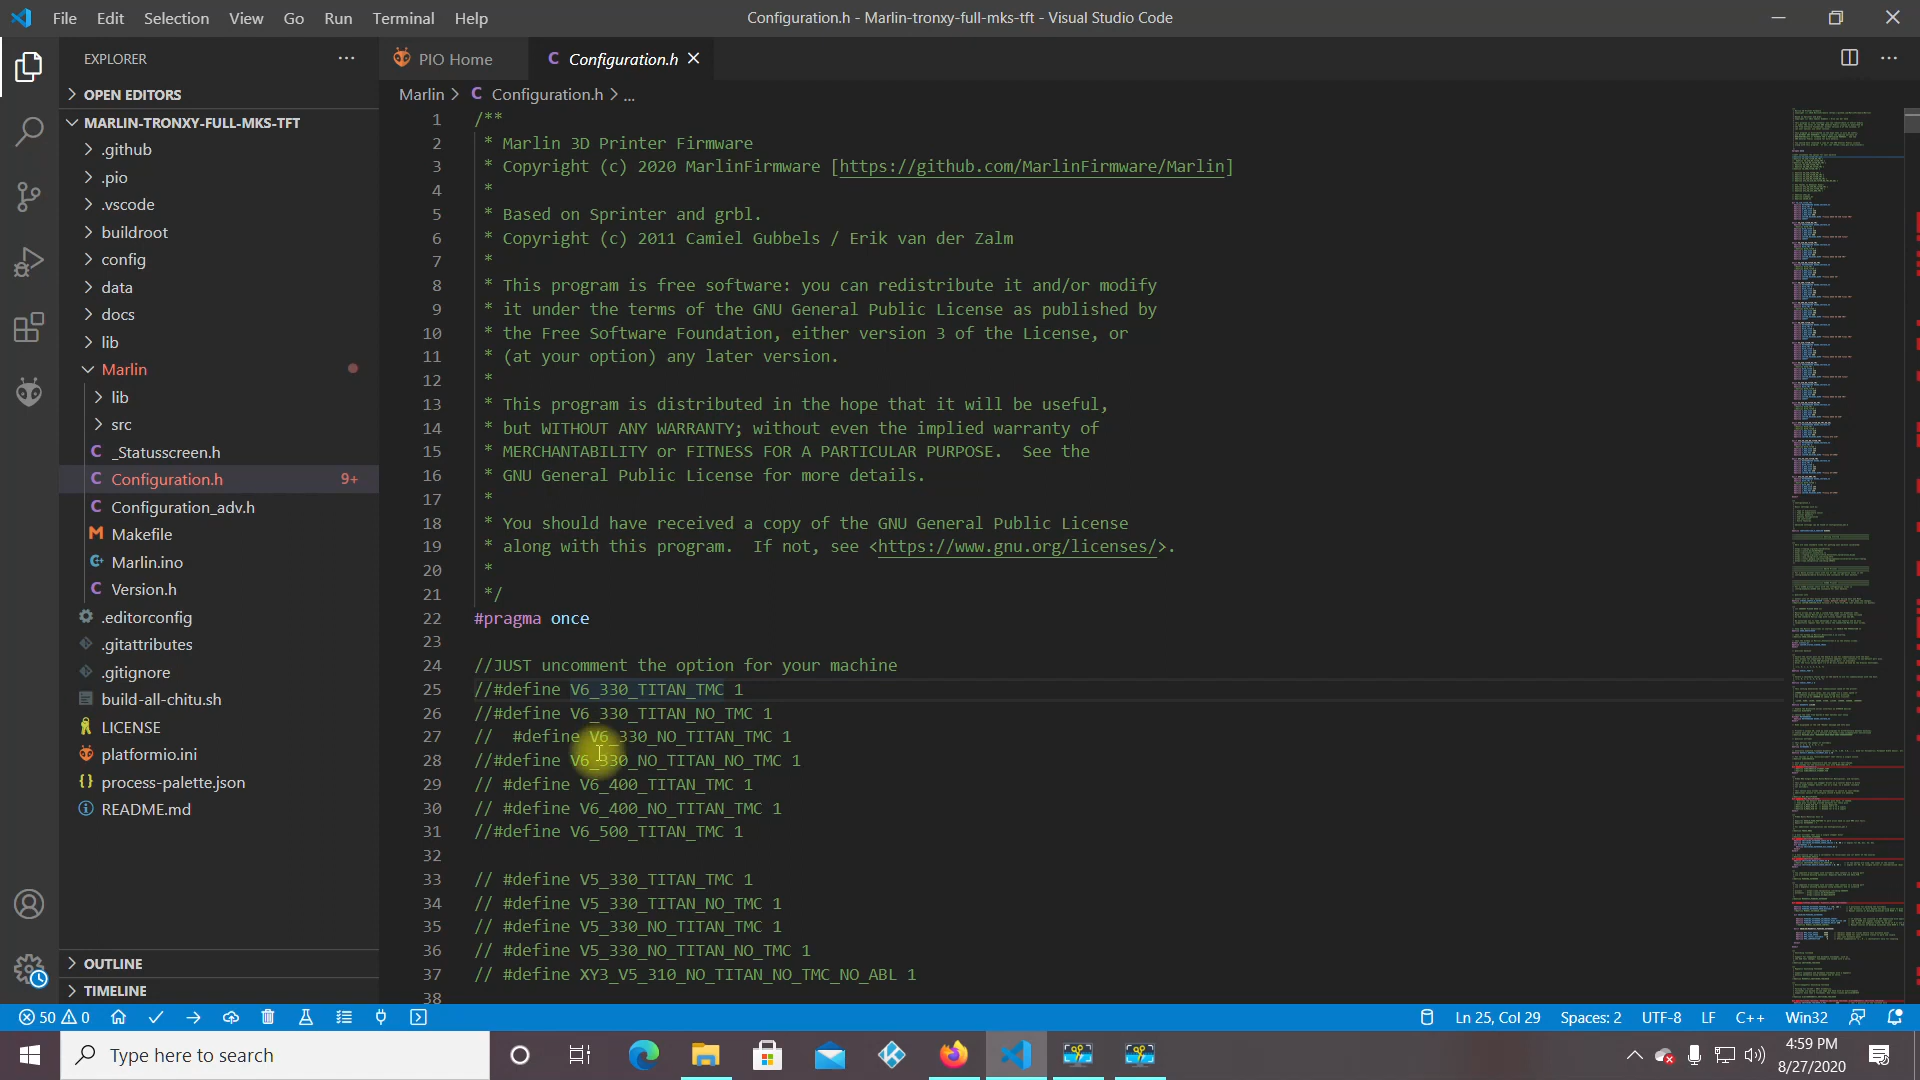 File Edit Selection View Go Run Terminal Help
Configuration.h - Marlin-tronxy-full-mks-tft - Visual Studio Code
EXPLORER
PIO Home
C Configuration.h
OPEN EDITORS
Marlin > C Configuration.h > ...
MARLIN-TRONXY-FULL-MKS-TFT
.github
.pio
.vscode
buildroot
config
data
docs
lib
Marlin
lib
src
C _Statusscreen.h
C Configuration.h 9+
C Configuration_adv.h
M Makefile
Marlin.ino
C Version.h
.editorconfig
.gitattributes
.gitignore
build-all-chitu.sh
LICENSE
platformio.ini
process-palette.json
README.md
OUTLINE
TIMELINE
1 /**
2 * Marlin 3D Printer Firmware
3 * Copyright (c) 2020 MarlinFirmware [https://github.com/MarlinFirmware/Marlin]
4 *
5 * Based on Sprinter and grbl.
6 * Copyright (c) 2011 Camiel Gubbels / Erik van der Zalm
7 *
8 * This program is free software: you can redistribute it and/or modify
9 * it under the terms of the GNU General Public License as published by
10 * the Free Software Foundation, either version 3 of the License, or
11 * (at your option) any later version.
12 *
13 * This program is distributed in the hope that it will be useful,
14 * but WITHOUT ANY WARRANTY; without even the implied warranty of
15 * MERCHANTABILITY or FITNESS FOR A PARTICULAR PURPOSE.  See the
16 * GNU General Public License for more details.
17 *
18 * You should have received a copy of the GNU General Public License
19 * along with this program.  If not, see <https://www.gnu.org/licenses/>.
20 *
21 */
22 #pragma once
23
24 //JUST uncomment the option for your machine
25 //#define V6_330_TITAN_TMC 1
26 //#define V6_330_TITAN_NO_TMC 1
27 //  #define V6_330_NO_TITAN_TMC 1
28 //#define V6_330_NO_TITAN_NO_TMC 1
29 // #define V6_400_TITAN_TMC 1
30 // #define V6_400_NO_TITAN_TMC 1
31 //#define V6_500_TITAN_TMC 1
32
33 // #define V5_330_TITAN_TMC 1
34 // #define V5_330_TITAN_NO_TMC 1
35 // #define V5_330_NO_TITAN_TMC 1
36 // #define V5_330_NO_TITAN_NO_TMC 1
37 // #define XY3_V5_310_NO_TITAN_NO_TMC_NO_ABL 1
38
50 0
Ln 25, Col 29 Spaces: 2 UTF-8 LF C++ Win32
Type here to search
4:59 PM
8/27/2020